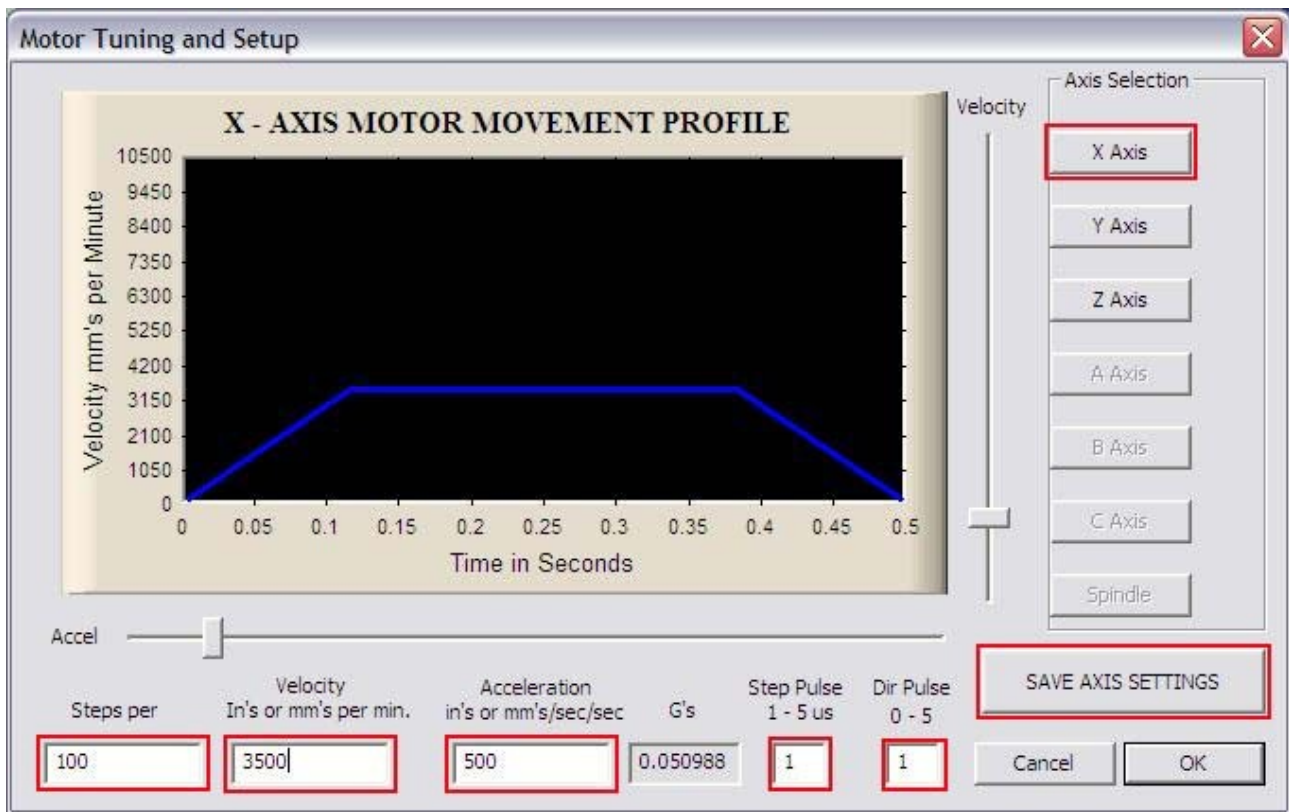 Motor Tuning and Setup
X - AXIS MOTOR MOVEMENT PROFILE
Velocity mm's per Minute
10500
9450
8400
7350
6300
5250
4200
3150
2100
1050
0
0 0.05 0.1 0.15 0.2 0.25 0.3 0.35 0.4 0.45 0.5
Time in Seconds
Velocity
Axis Selection
X Axis
Y Axis
Z Axis
A Axis
B Axis
C Axis
Spindle
Accel
Steps per
100
Velocity
In's or mm's per min.
3500
Acceleration
in's or mm's/sec/sec
500
G's
0.050988
Step Pulse
1 - 5 us
1
Dir Pulse
0 - 5
1
SAVE AXIS SETTINGS
Cancel
OK